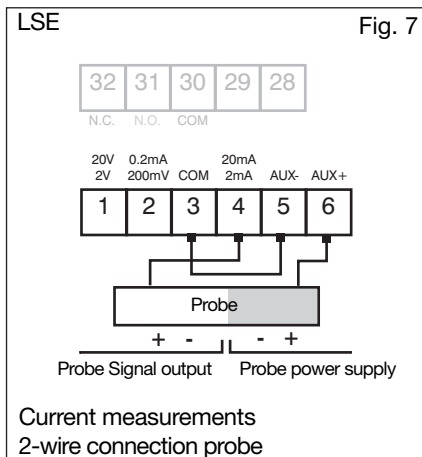 LSE Fig. 7
32 31 30 29 28
N.C. N.O. COM
20V 0.2mA 20mA
2V 200mV COM 2mA AUX- AUX+
1 2 3 4 5 6
Probe
+ - - +
Probe Signal output Probe power supply
Current measurements
2-wire connection probe